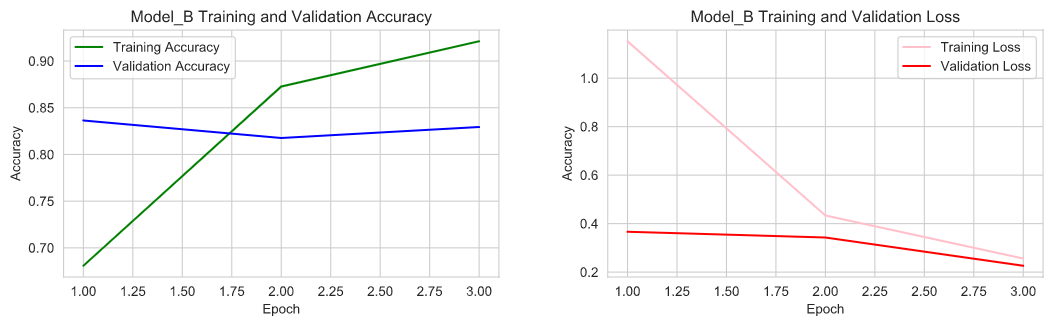 Model_B Training and Validation Accuracy
Training Accuracy
Validation Accuracy
Accuracy
0.90
0.85
0.80
0.75
0.70
1.00 1.25 1.50 1.75 2.00 2.25 2.50 2.75 3.00
Epoch
Model_B Training and Validation Loss
Training Loss
Validation Loss
Accuracy
1.0
0.8
0.6
0.4
0.2
1.00 1.25 1.50 1.75 2.00 2.25 2.50 2.75 3.00
Epoch